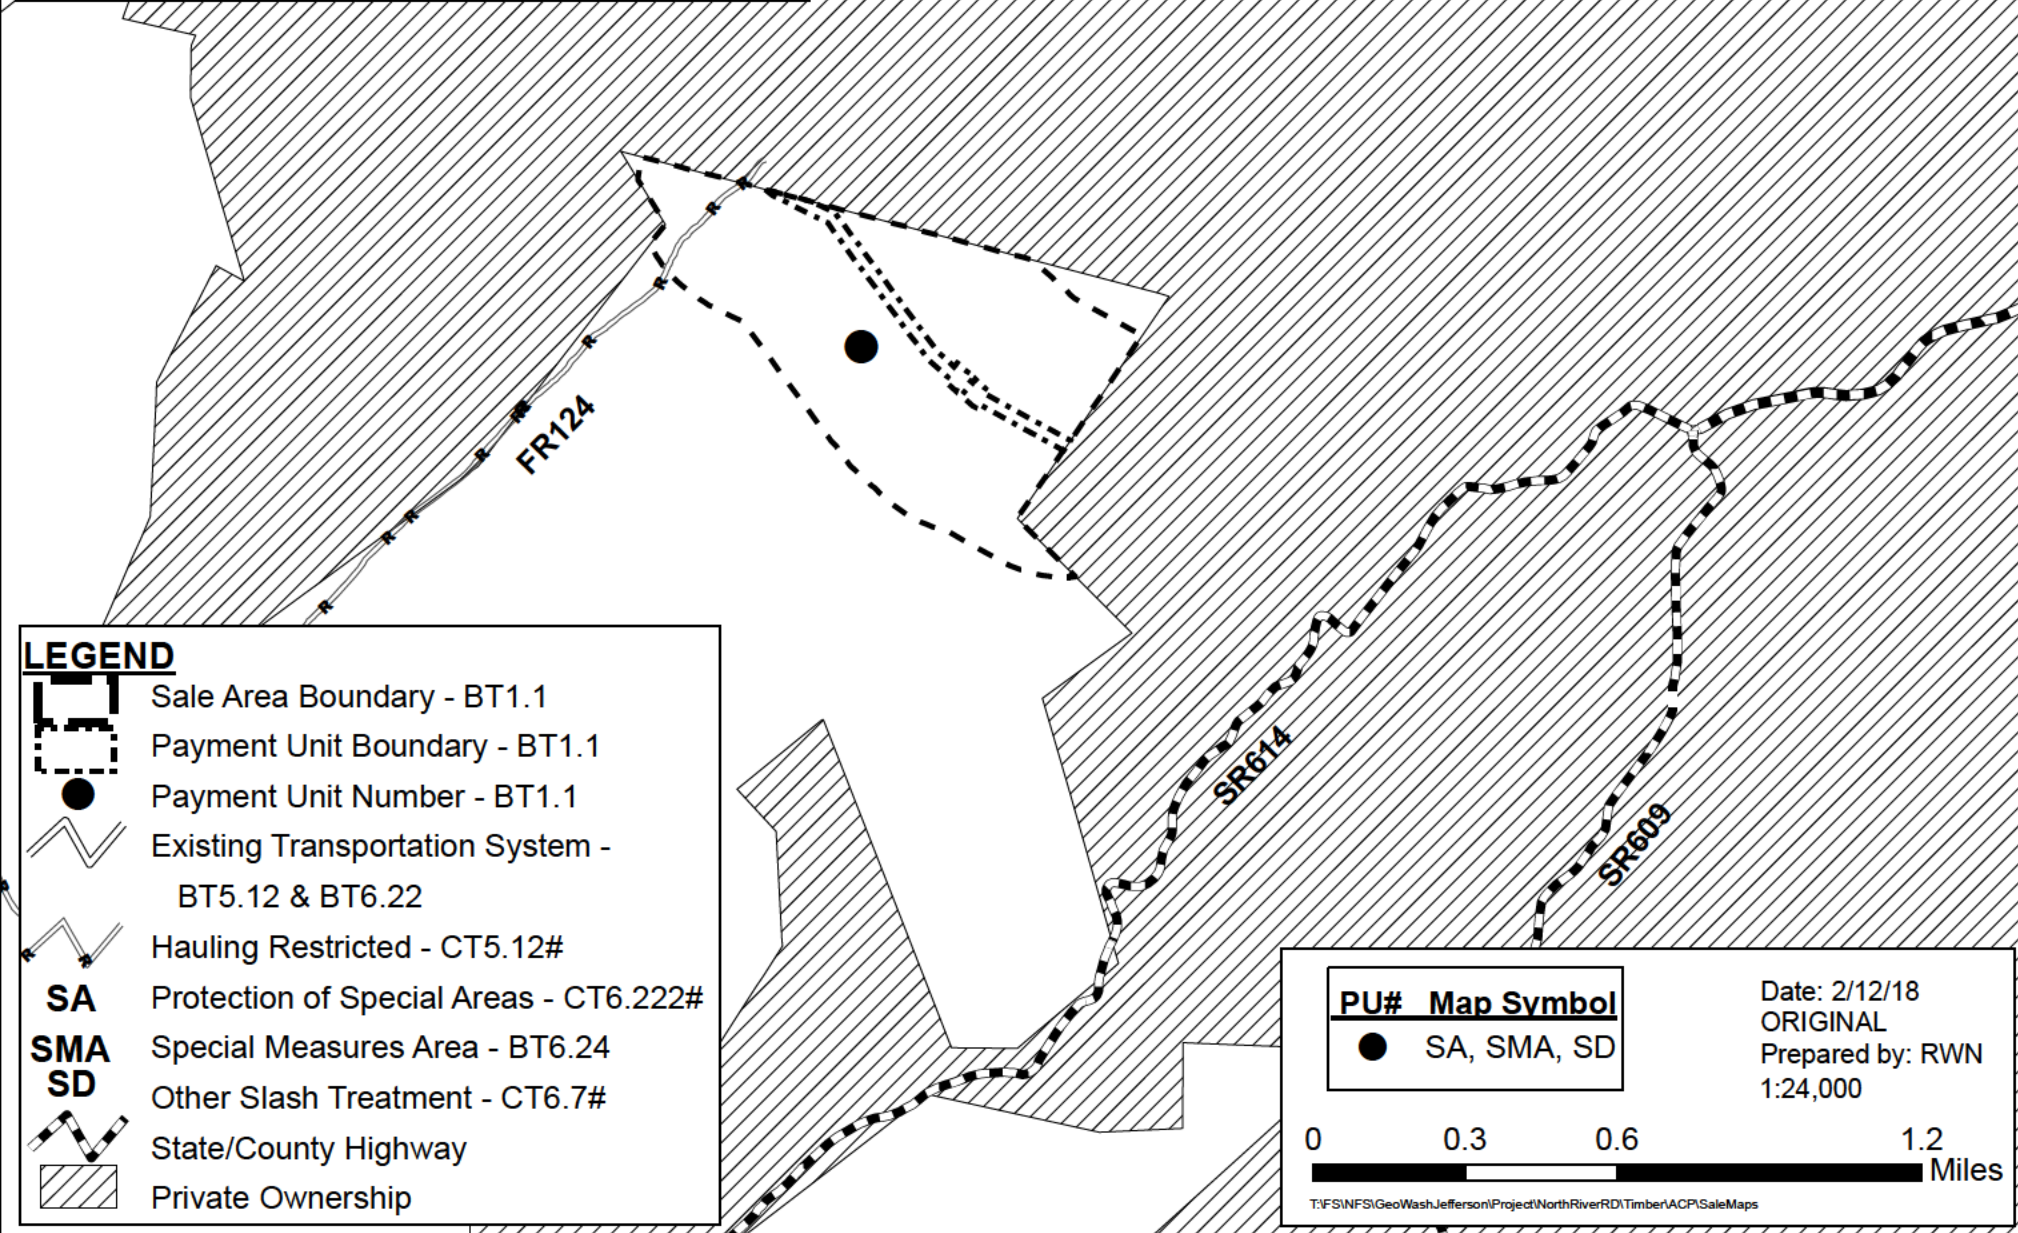 FR124
SR614
SR609
LEGEND
Sale Area Boundary - BT1.1
Payment Unit Boundary - BT1.1
Payment Unit Number - BT1.1
Existing Transportation System -
BT5.12 & BT6.22
R R Hauling Restricted - CT5.12#
SA Protection of Special Areas - CT6.222#
SMA Special Measures Area - BT6.24
SD Other Slash Treatment - CT6.7#
State/County Highway
Private Ownership
PU# Map Symbol
SA, SMA, SD
Date: 2/12/18
ORIGINAL
Prepared by: RWN
1:24,000
0 0.3 0.6 1.2
Miles
T:\FS\NFS\GeoWashJefferson\Project\NorthRiverRD\Timber\ACP\SaleMaps
R
R
R
R
R
R
R
R
R
R